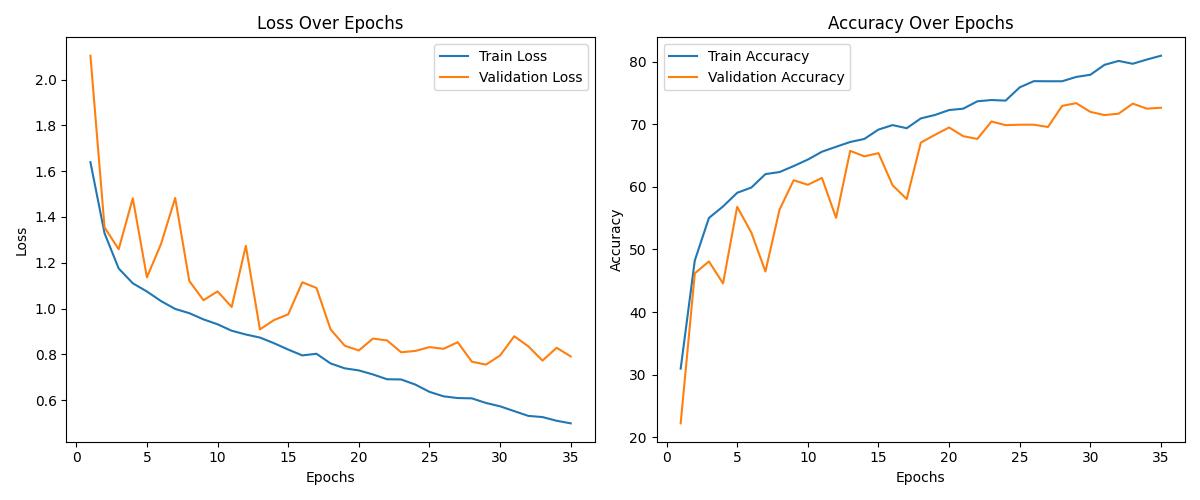 Loss Over Epochs
Train Loss
Validation Loss
2.0
1.8
1.6
1.4
1.2
1.0
0.8
0.6
Loss
0 5 10 15 20 25 30 35
Epochs
Accuracy Over Epochs
Train Accuracy
Validation Accuracy
80
70
60
50
40
30
20
Accuracy
0 5 10 15 20 25 30 35
Epochs